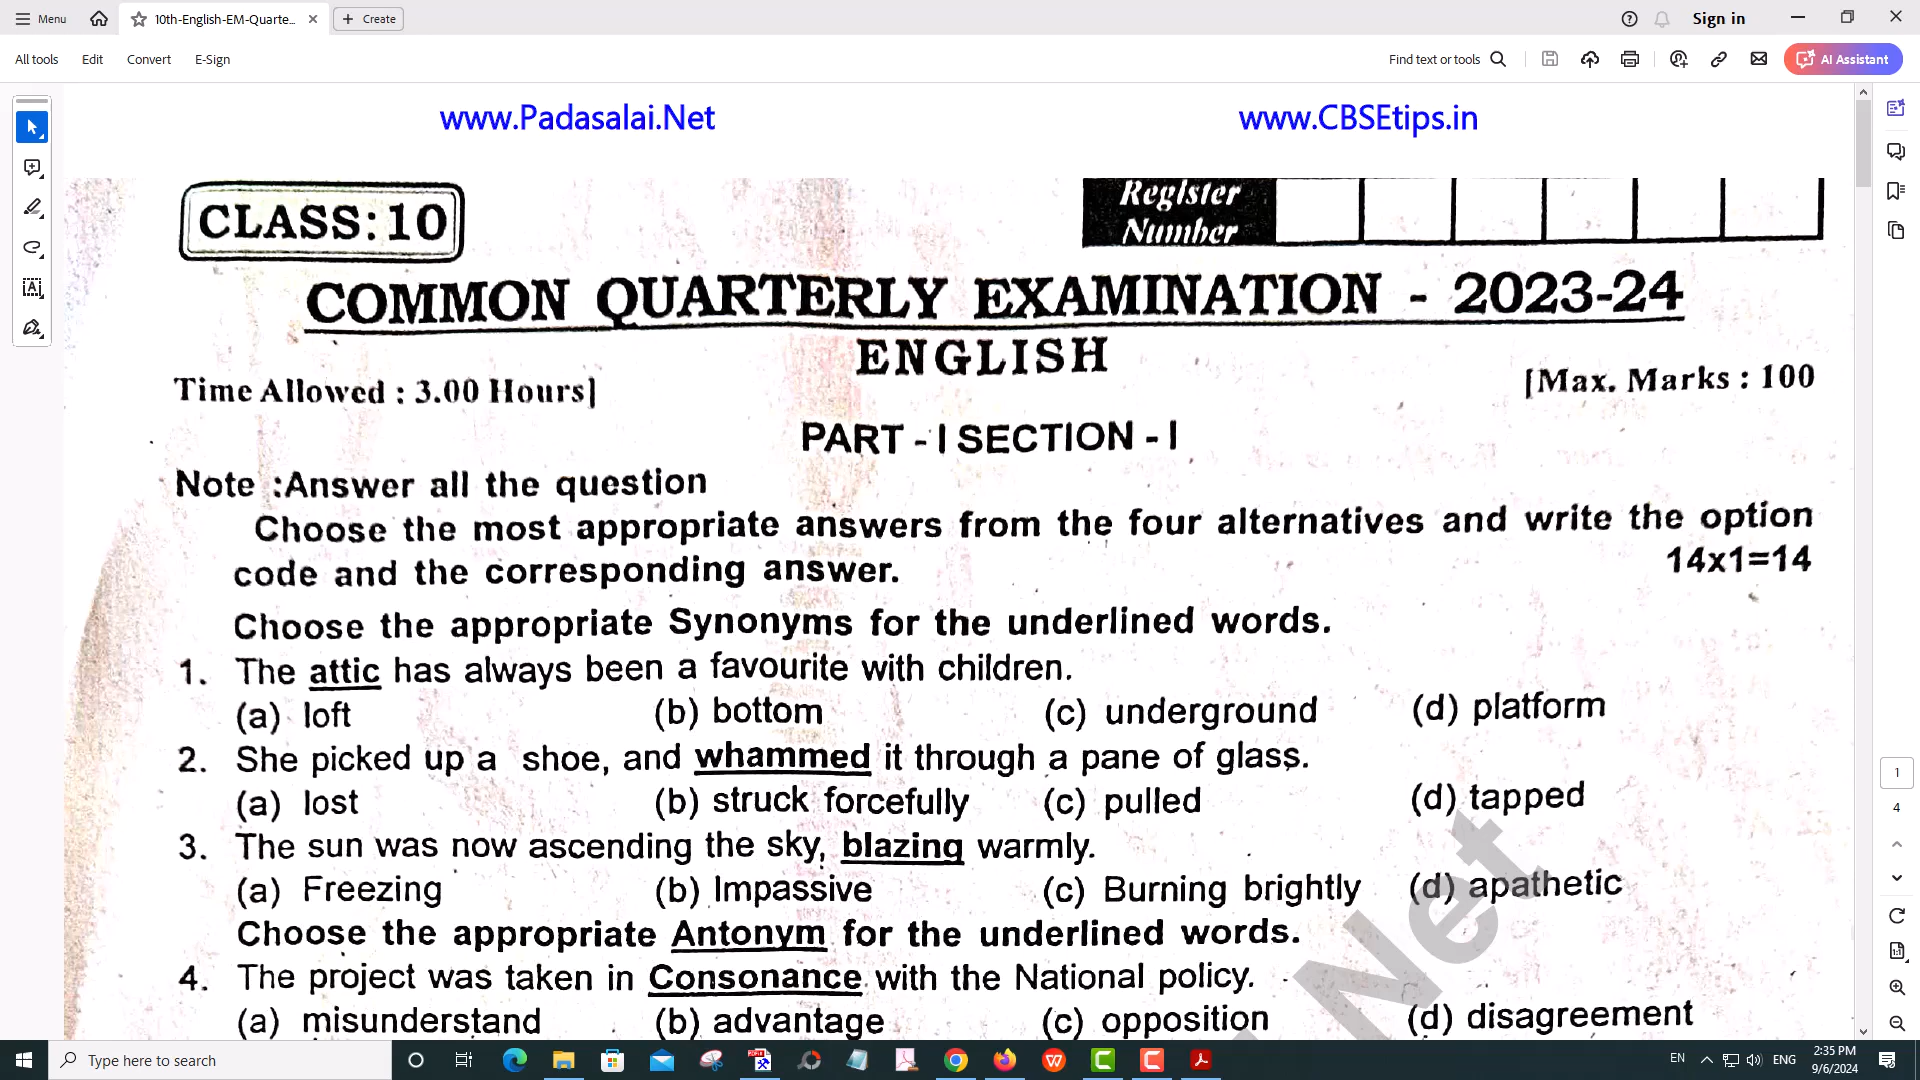 Menu
10th-English-EM-Quarte...
Create
Sign in
All tools
Edit
Convert
E-Sign
Find text or tools
AI Assistant
www.Padasalai.Net
www.CBSEtips.in
CLASS:10
Register
Number
COMMON QUARTERLY EXAMINATION - 2023-24
ENGLISH
Time Allowed : 3.00 Hours]
[Max. Marks : 100
PART - I SECTION - I
Note :Answer all the question
Choose the most appropriate answers from the four alternatives and write the option
code and the corresponding answer.
14x1=14
Choose the appropriate Synonyms for the underlined words.
1. The attic has always been a favourite with children.
(a) loft (b) bottom (c) underground (d) platform
2. She picked up a shoe, and whammed it through a pane of glass.
(a) lost (b) struck forcefully (c) pulled (d) tapped
3. The sun was now ascending the sky, blazing warmly.
(a) Freezing (b) Impassive (c) Burning brightly (d) apathetic
Choose the appropriate Antonym for the underlined words.
4. The project was taken in Consonance with the National policy.
(a) misunderstand (b) advantage (c) opposition (d) disagreement
Net
1
4
Type here to search
EN
ENG
2:35 PM
9/6/2024